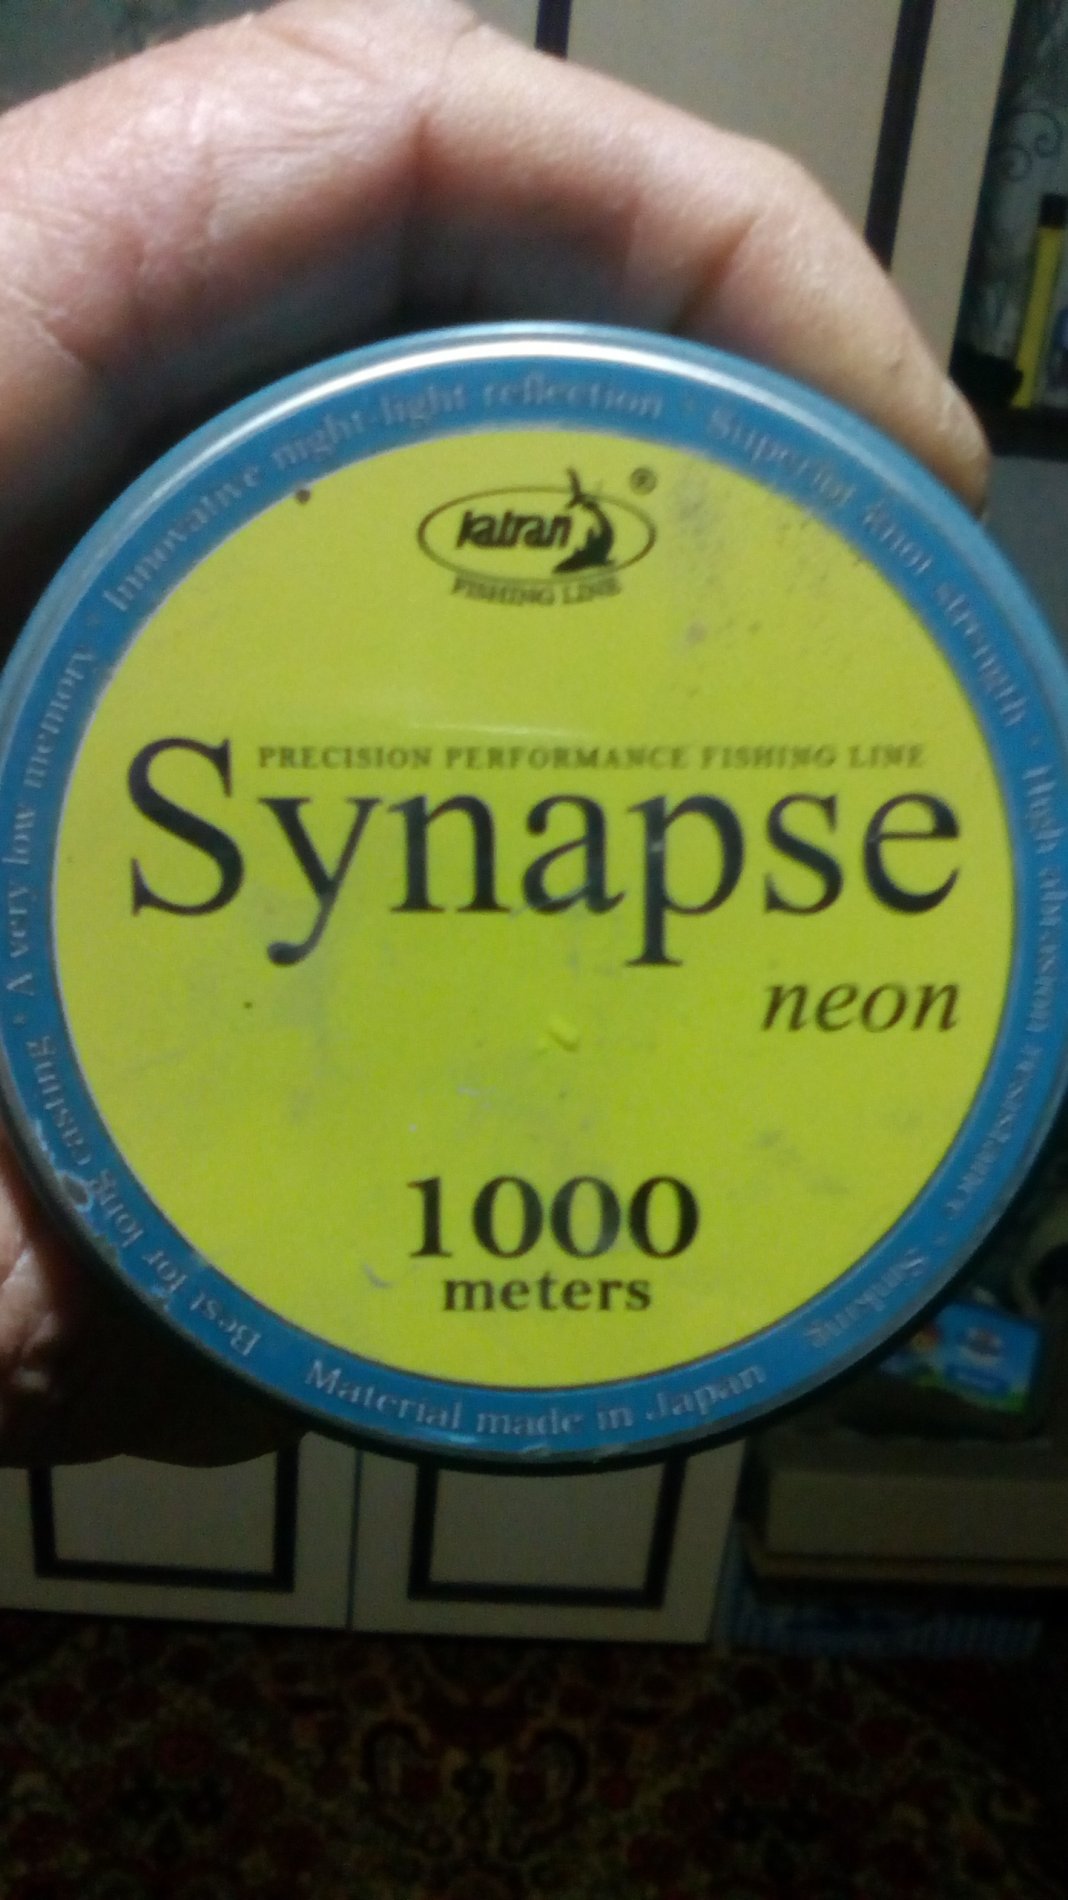 katran®
FISHING LINE
PRECISION PERFORMANCE FISHING LINE
Synapse
neon
1000
meters
Best for long casting • A very low memory • Innovative night-light reflection • Superior knot strength • High abrasion resistance • Sinking
Material made in Japan